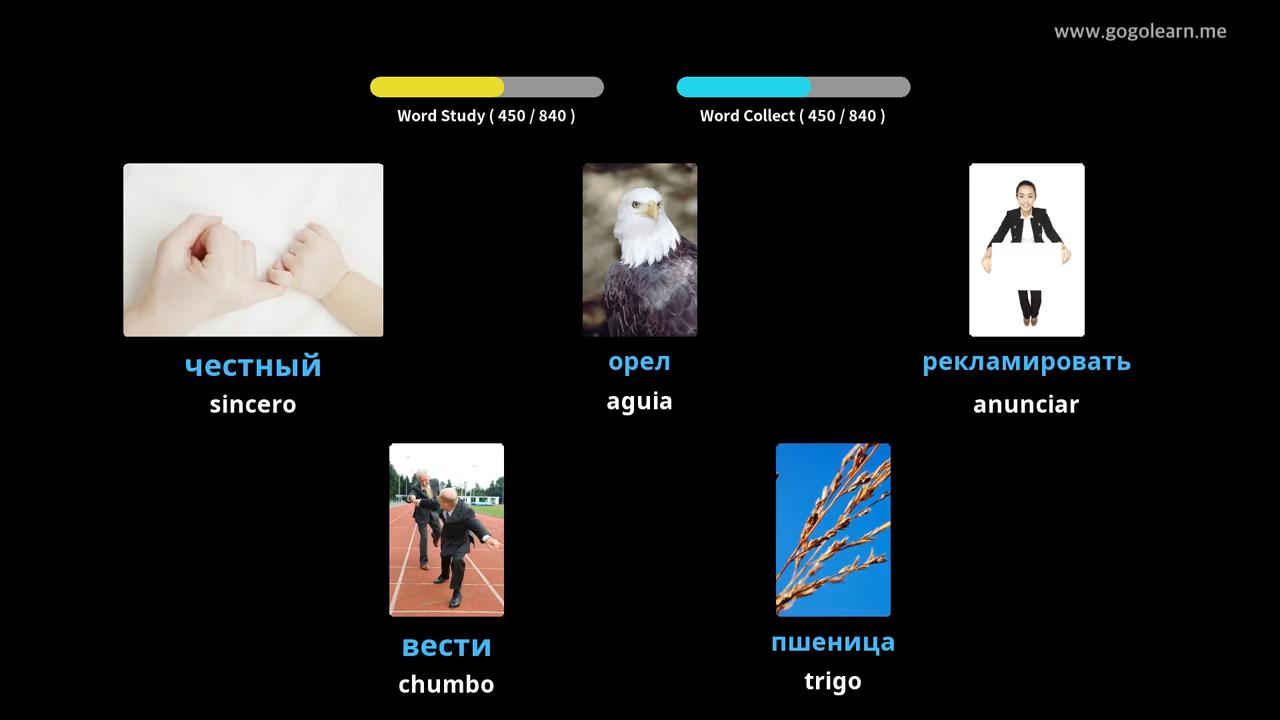 www.gogolearn.me
Word Study ( 450 / 840 )
Word Collect ( 450 / 840 )
честный
sincero
орел
aguia
рекламировать
anunciar
вести
chumbo
пшеница
trigo